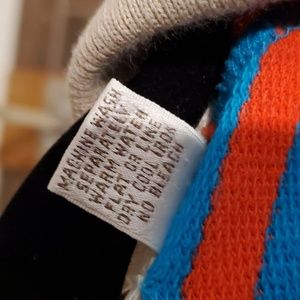 MACHINE WASH
SEPARATELY
WARM WATER
FLAT OR LINE
DRY COOL IRON
NO BLEACH